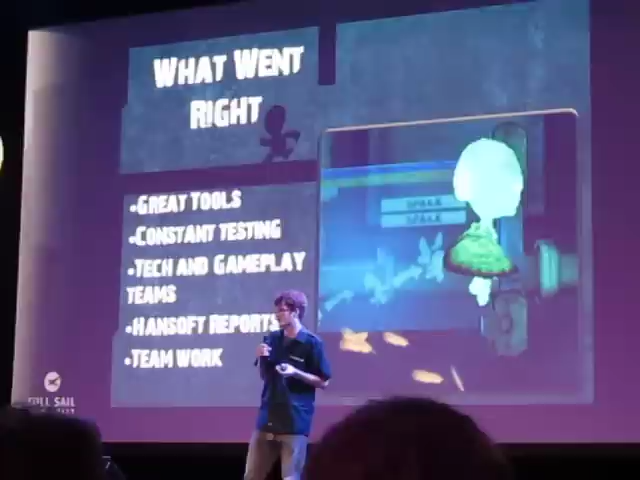 WHAT WENT
RIGHT
•GREAT TOOLS
•CONSTANT TESTING
•TECH AND GAMEPLAY
TEAMS
•HANSOFT REPORTS
•TEAM WORK
FULL SAIL